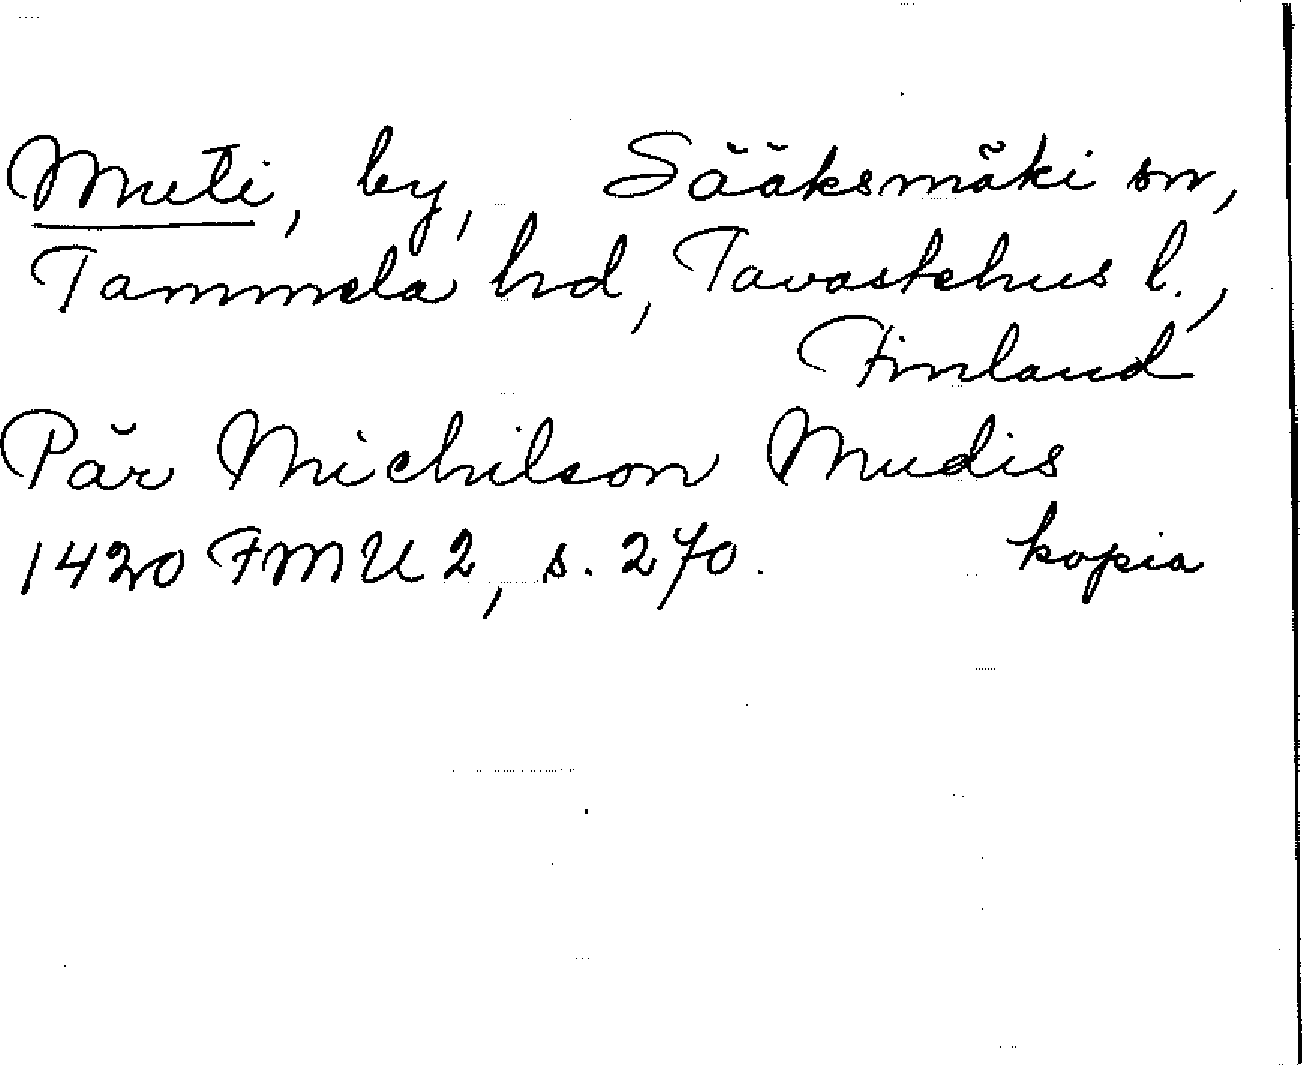 Muti, by, Sääksmäki sn,
Tammela hd, Tavastehus l.,
Finland
Pär Michilson Mudis
1420 FMU 2, s. 270. kopia